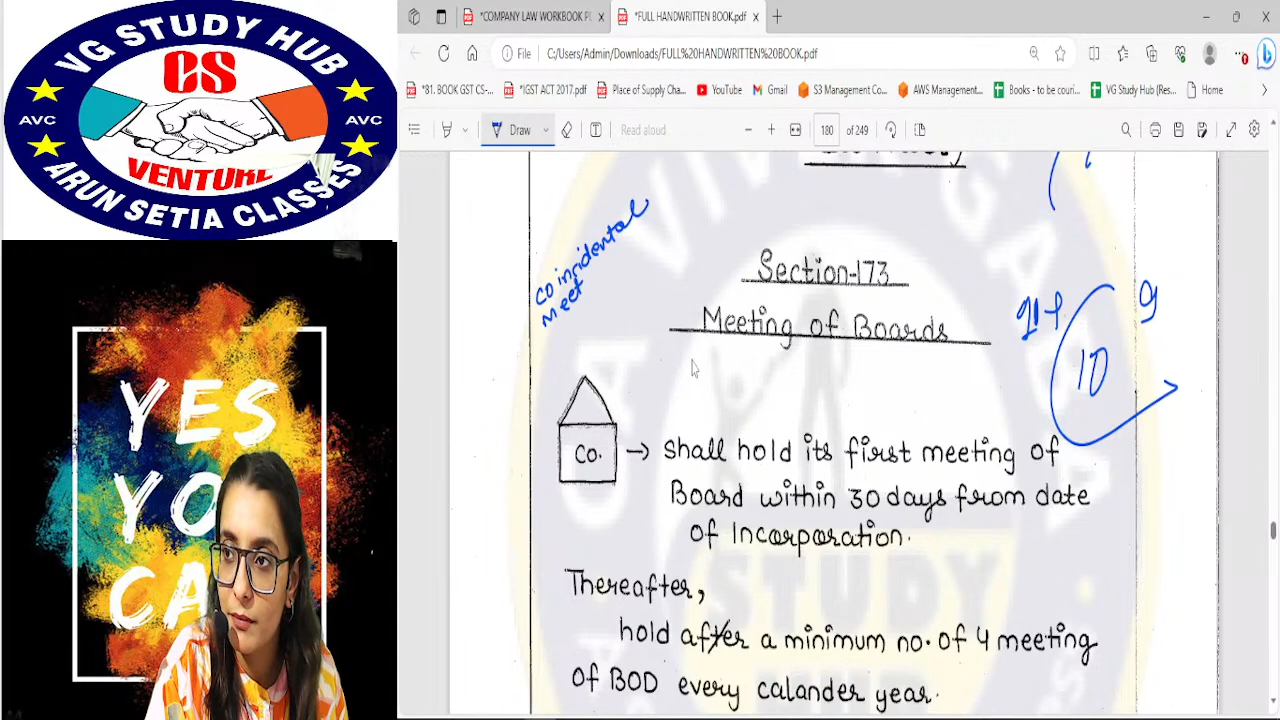 VG STUDY HUB
CS
AVC
AVC
VENTURE
ARUN SETIA CLASSES
YES
YO
CA
*COMPANY LAW WORKBOOK
*FULL HANDWRITTEN BOOK.pdf
File C:/Users/Admin/Downloads/FULL%20HANDWRITTEN%20BOOK.pdf
*81. BOOK GST CS-...
*IGST ACT 2017.pdf
Place of Supply Cha...
YouTube
Gmail
S3 Management Co...
AWS Management...
Books - to be couri...
VG Study Hub (Res...
Home
Draw
Read aloud
180 of 249
Coincidental
Meet
Section-173
Meeting of Boards
10
9
Co. → shall hold its first meeting of
Board within 30 days from date
of Incorporation.
Thereafter,
hold after a minimum no. of 4 meeting
of BOD every calander year.